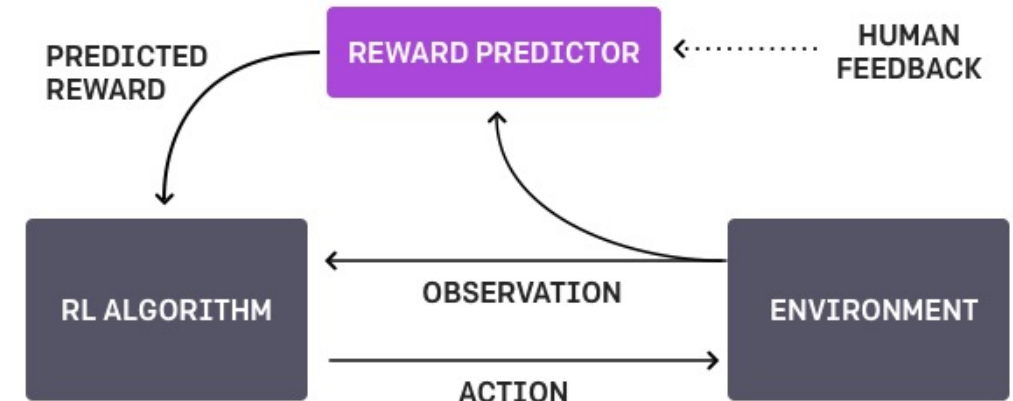 PREDICTED
REWARD
REWARD PREDICTOR
HUMAN
FEEDBACK
RL ALGORITHM
OBSERVATION
ACTION
ENVIRONMENT